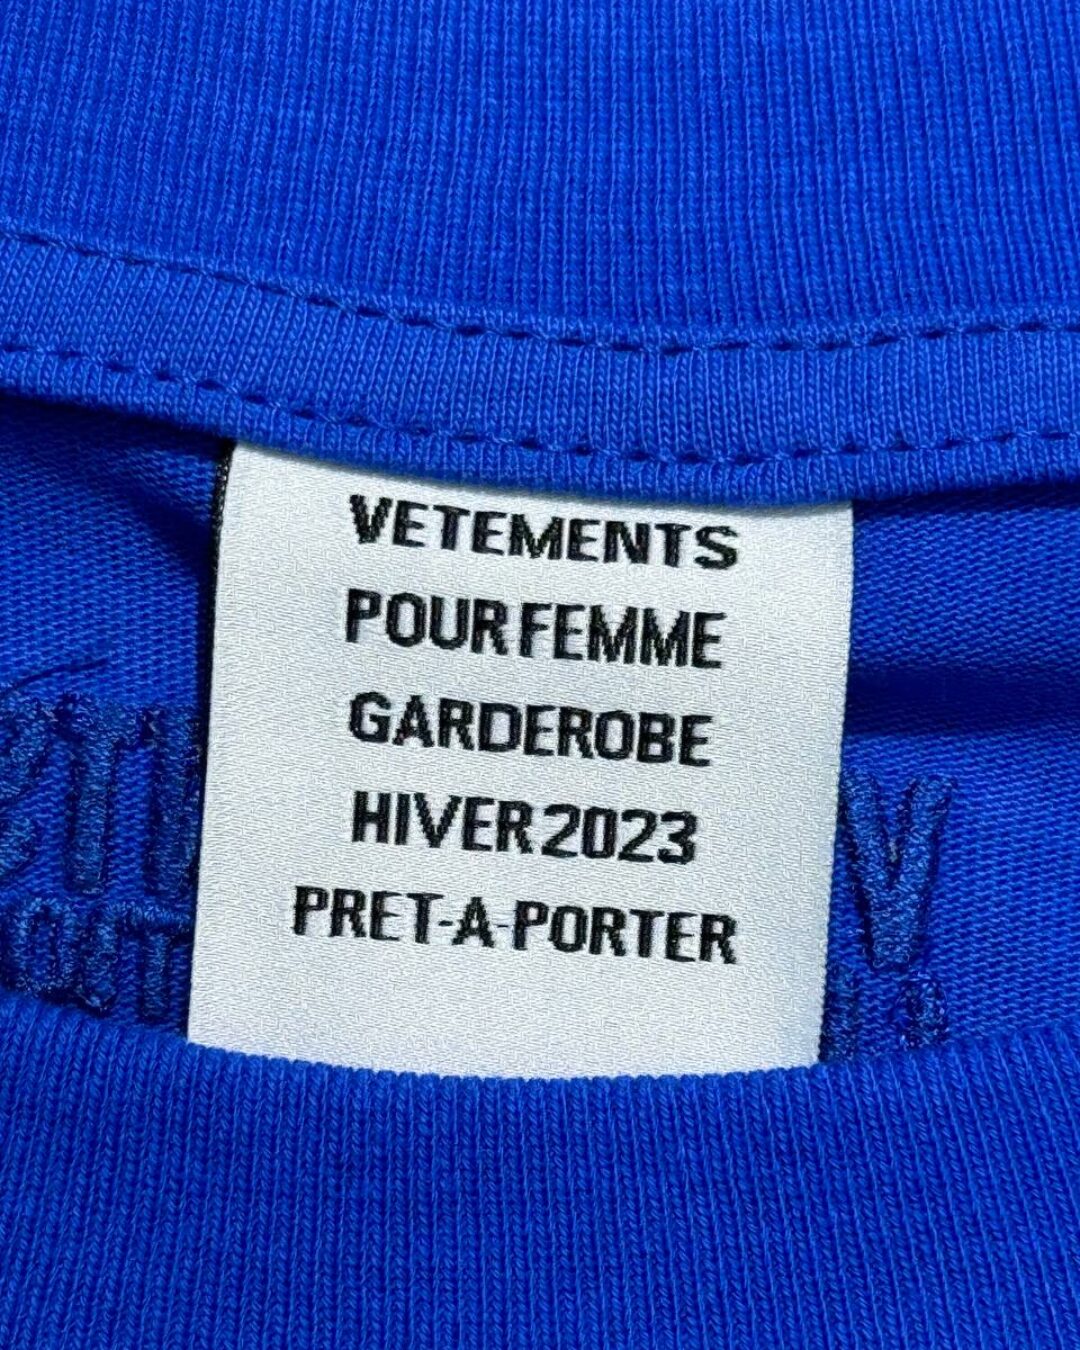 VETEMENTS
POUR FEMME
GARDEROBE
HIVER 2023
PRET-A-PORTER